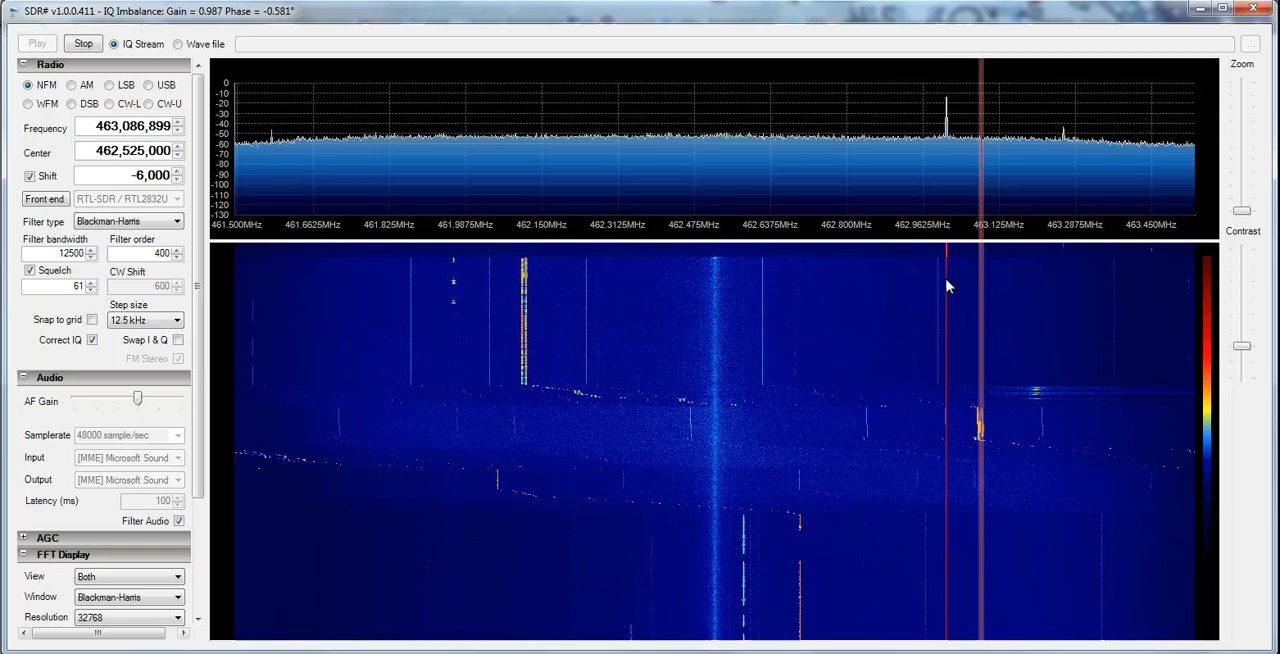 SDR# v1.0.0.411 - IQ Imbalance: Gain = 0.987 Phase = -0.581°
Play Stop IQ Stream Wave file ...
Radio
NFM AM LSB USB
WFM DSB CW-L CW-U
Frequency 463,086,899
Center 462,525,000
Shift -6,000
Front end RTL-SDR / RTL2832U
Filter type Blackman-Harris
Filter bandwidth Filter order
12500 400
Squelch CW Shift
61 600
Step size
Snap to grid 12.5 kHz
Correct IQ Swap I & Q
FM Stereo
Audio
AF Gain
Samplerate 48000 sample/sec
Input [MME] Microsoft Sound
Output [MME] Microsoft Sound
Latency (ms) 100
Filter Audio
AGC
FFT Display
View Both
Window Blackman-Harris
Resolution 32768
0
-10
-20
-30
-40
-50
-60
-70
-80
-90
-100
-110
-120
-130
461.500MHz 461.6625MHz 461.825MHz 461.9875MHz 462.150MHz 462.3125MHz 462.475MHz 462.6375MHz 462.800MHz 462.9625MHz 463.125MHz 463.2875MHz 463.450MHz
Zoom
Contrast